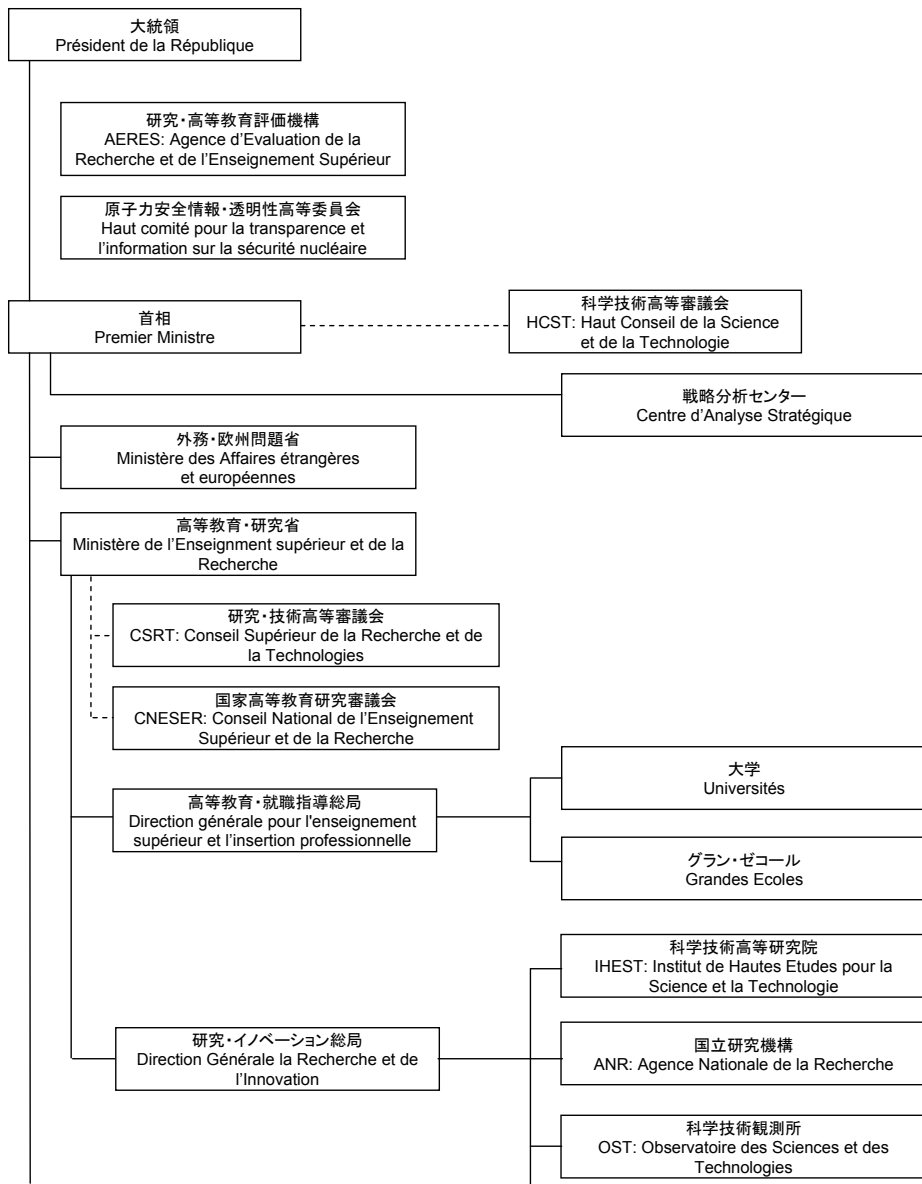 大統領
Président de la République
研究・高等教育評価機構
AERES: Agence d’Evaluation de la
Recherche et de l’Enseignement Supérieur
原子力安全情報・透明性高等委員会
Haut comité pour la transparence et
l’information sur la sécurité nucléaire
首相
Premier Ministre
科学技術高等審議会
HCST: Haut Conseil de la Science
et de la Technologie
戦略分析センター
Centre d’Analyse Stratégique
外務・欧州問題省
Ministère des Affaires étrangères
et européennes
高等教育・研究省
Ministère de l’Enseignment supérieur et de la
Recherche
研究・技術高等審議会
CSRT: Conseil Supérieur de la Recherche et de
la Technologies
国家高等教育研究審議会
CNESER: Conseil National de l’Enseignement
Supérieur et de la Recherche
高等教育・就職指導総局
Direction générale pour l'enseignement
supérieur et l’insertion professionnelle
大学
Universités
グラン・ゼコール
Grandes Ecoles
科学技術高等研究院
IHEST: Institut de Hautes Etudes pour la
Science et la Technologie
研究・イノベーション総局
Direction Générale la Recherche et de
l’Innovation
国立研究機構
ANR: Agence Nationale de la Recherche
科学技術観測所
OST: Observatoire des Sciences et des
Technologies